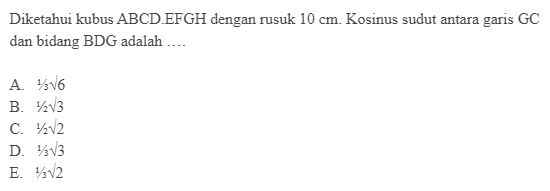 Diketahui kubus ABCD.EFGH dengan rusuk 10 cm. Kosinus sudut antara garis GC
dan bidang BDG adalah ….
A. ⅓√6
B. ½√3
C. ½√2
D. ⅓√3
E. ⅓√2